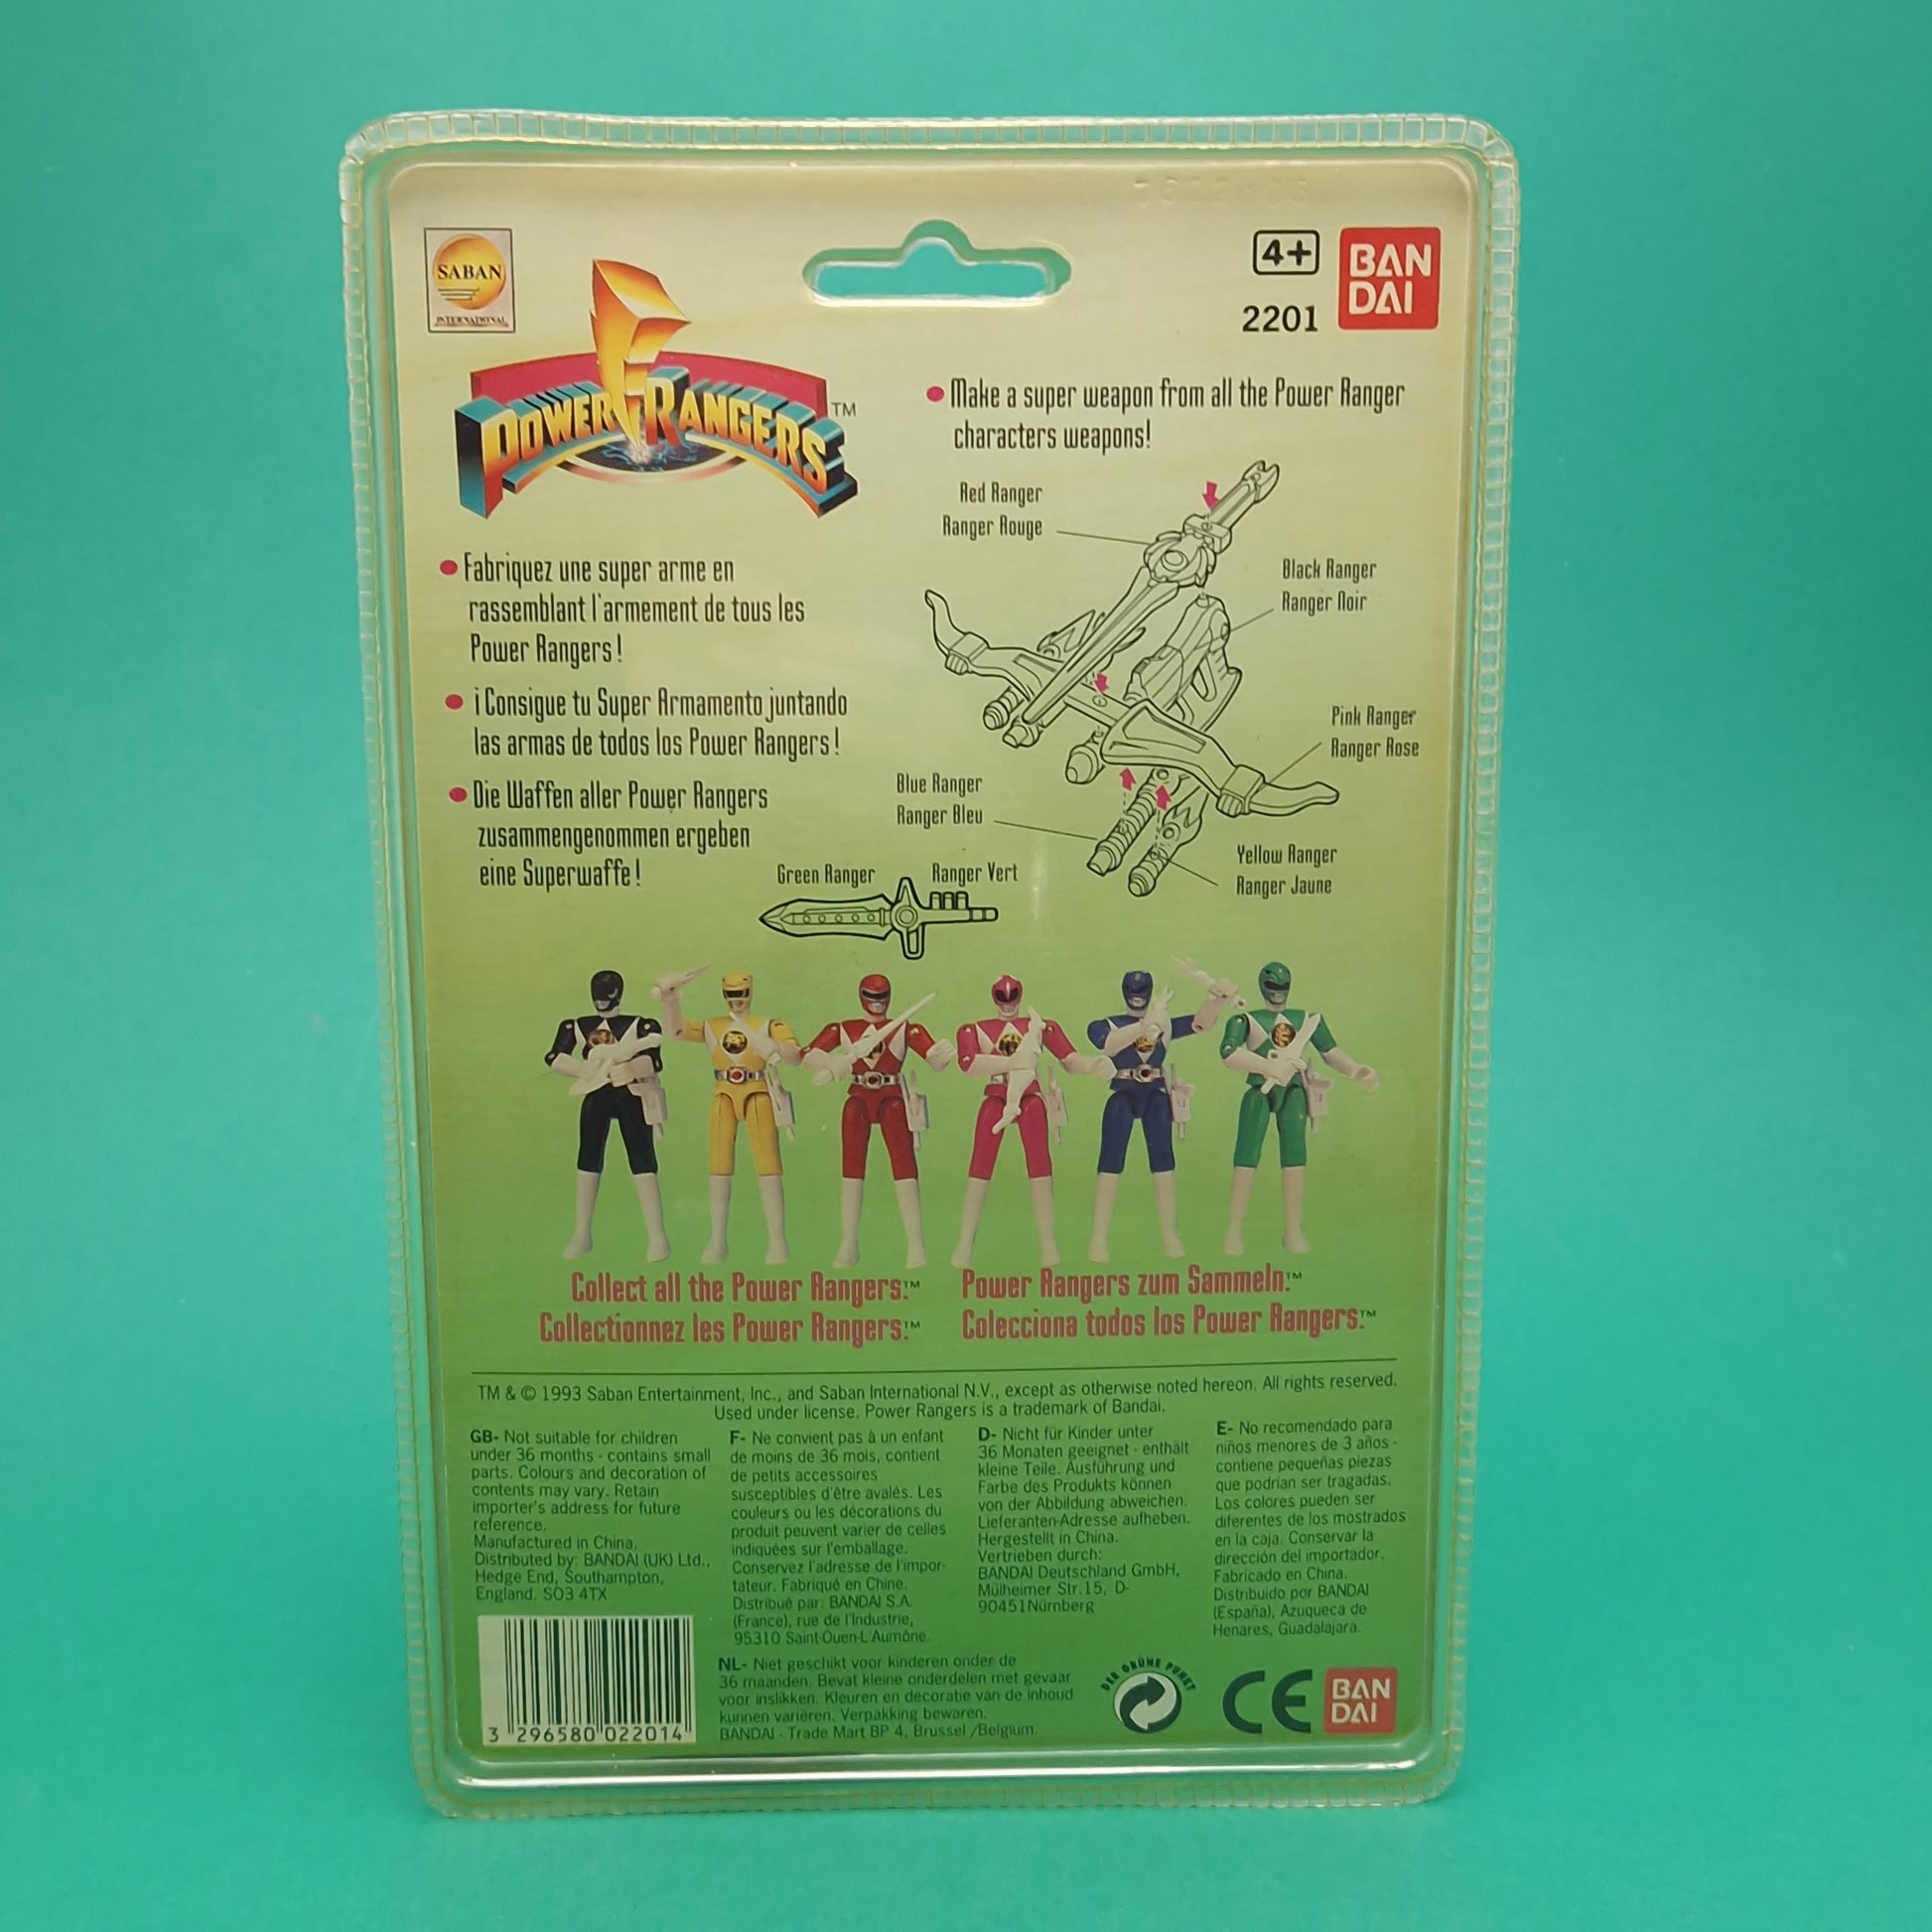 SABAN
INTERNATIONAL
4+
BAN
DAI
2201
POWER RANGERS TM
• Make a super weapon from all the Power Ranger
characters weapons!
• Fabriquez une super arme en
rassemblant l'armement de tous les
Power Rangers !
• ¡ Consigue tu Super Armamento juntando
las armas de todos los Power Rangers !
• Die Waffen aller Power Rangers
zusammengenommen ergeben
eine Superwaffe !
Red Ranger
Ranger Rouge
Black Ranger
Ranger Noir
Pink Ranger
Ranger Rose
Blue Ranger
Ranger Bleu
Yellow Ranger
Ranger Jaune
Green Ranger
Ranger Vert
Collect all the Power Rangers.™
Collectionnez les Power Rangers.™
Power Rangers zum Sammeln.™
Colecciona todos los Power Rangers.™
TM & © 1993 Saban Entertainment, Inc., and Saban International N.V., except as otherwise noted hereon. All rights reserved.
Used under license. Power Rangers is a trademark of Bandai.
GB- Not suitable for children
under 36 months - contains small
parts. Colours and decoration of
contents may vary. Retain
importer's address for future
reference.
Manufactured in China.
Distributed by: BANDAI (UK) Ltd.,
Hedge End, Southampton,
England. SO3 4TX
F- Ne convient pas à un enfant
de moins de 36 mois, contient
de petits accessoires
susceptibles d'être avalés. Les
couleurs ou les décorations du
produit peuvent varier de celles
indiquées sur l'emballage.
Conservez l'adresse de l'impor-
tateur. Fabriqué en Chine.
Distribué par: BANDAI S.A.
(France), rue de l'Industrie,
95310 Saint-Ouen-L'Aumône.
D- Nicht für Kinder unter
36 Monaten geeignet - enthält
kleine Teile. Ausführung und
Farbe des Produkts können
von der Abbildung abweichen.
Lieferanten-Adresse aufheben.
Hergestellt in China.
Vertrieben durch:
BANDAI Deutschland GmbH,
Mülheimer Str.15, D-
90451 Nürnberg
E- No recomendado para
niños menores de 3 años -
contiene pequeñas piezas
que podrían ser tragadas.
Los colores pueden ser
diferentes de los mostrados
en la caja. Conservar la
dirección del importador.
Fabricado en China.
Distribuido por BANDAI
(España), Azuqueca de
Henares, Guadalajara.
NL- Niet geschikt voor kinderen onder de
36 maanden. Bevat kleine onderdelen met gevaar
voor inslikken. Kleuren en decoratie van de inhoud
kunnen variëren. Verpakking bewaren.
BANDAI - Trade Mart BP 4, Brussel /Belgium.
3 296580 022014
DER GRÜNE PUNKT
CE
BAN
DAI